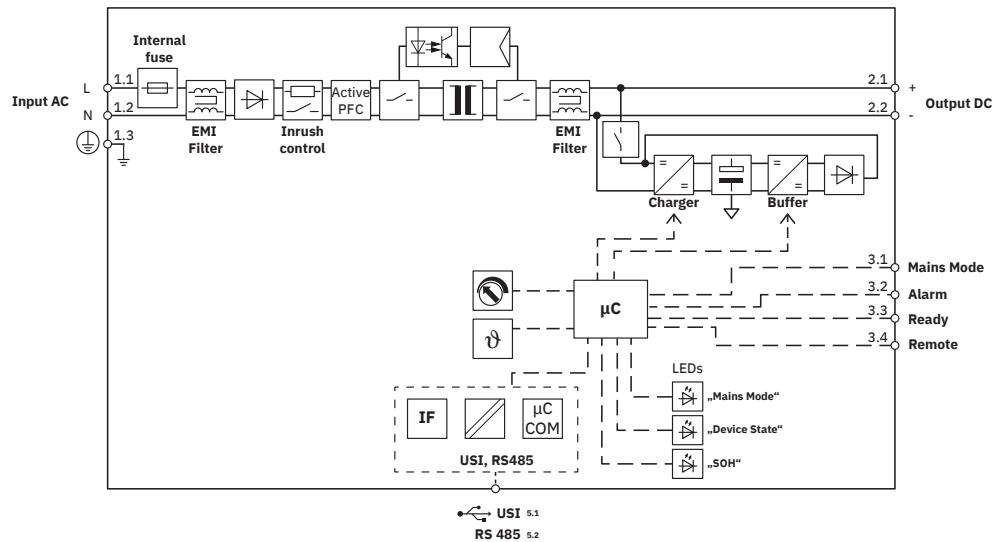 Internal
fuse
Input AC
L
1.1
N
1.2
1.3
EMI
Filter
Inrush
control
Active
PFC
EMI
Filter
2.1
+
2.2
-
Output DC
=
=
Charger
=
=
Buffer
µC
ϑ
3.1
Mains Mode
3.2
Alarm
3.3
Ready
3.4
Remote
LEDs
„Mains Mode“
„Device State“
„SOH“
IF
µC
COM
USI, RS485
USI 5.1
RS 485 5.2